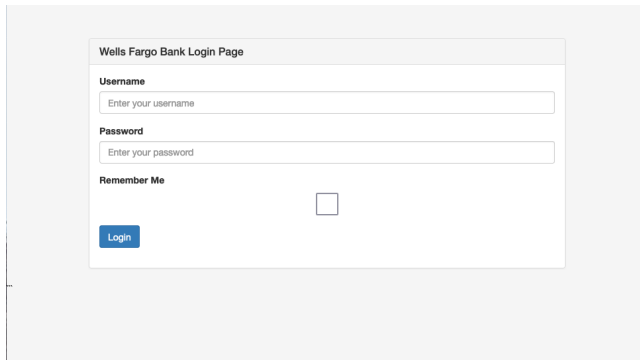 Wells Fargo Bank Login Page
Username
Enter your username
Password
Enter your password
Remember Me
Login
...